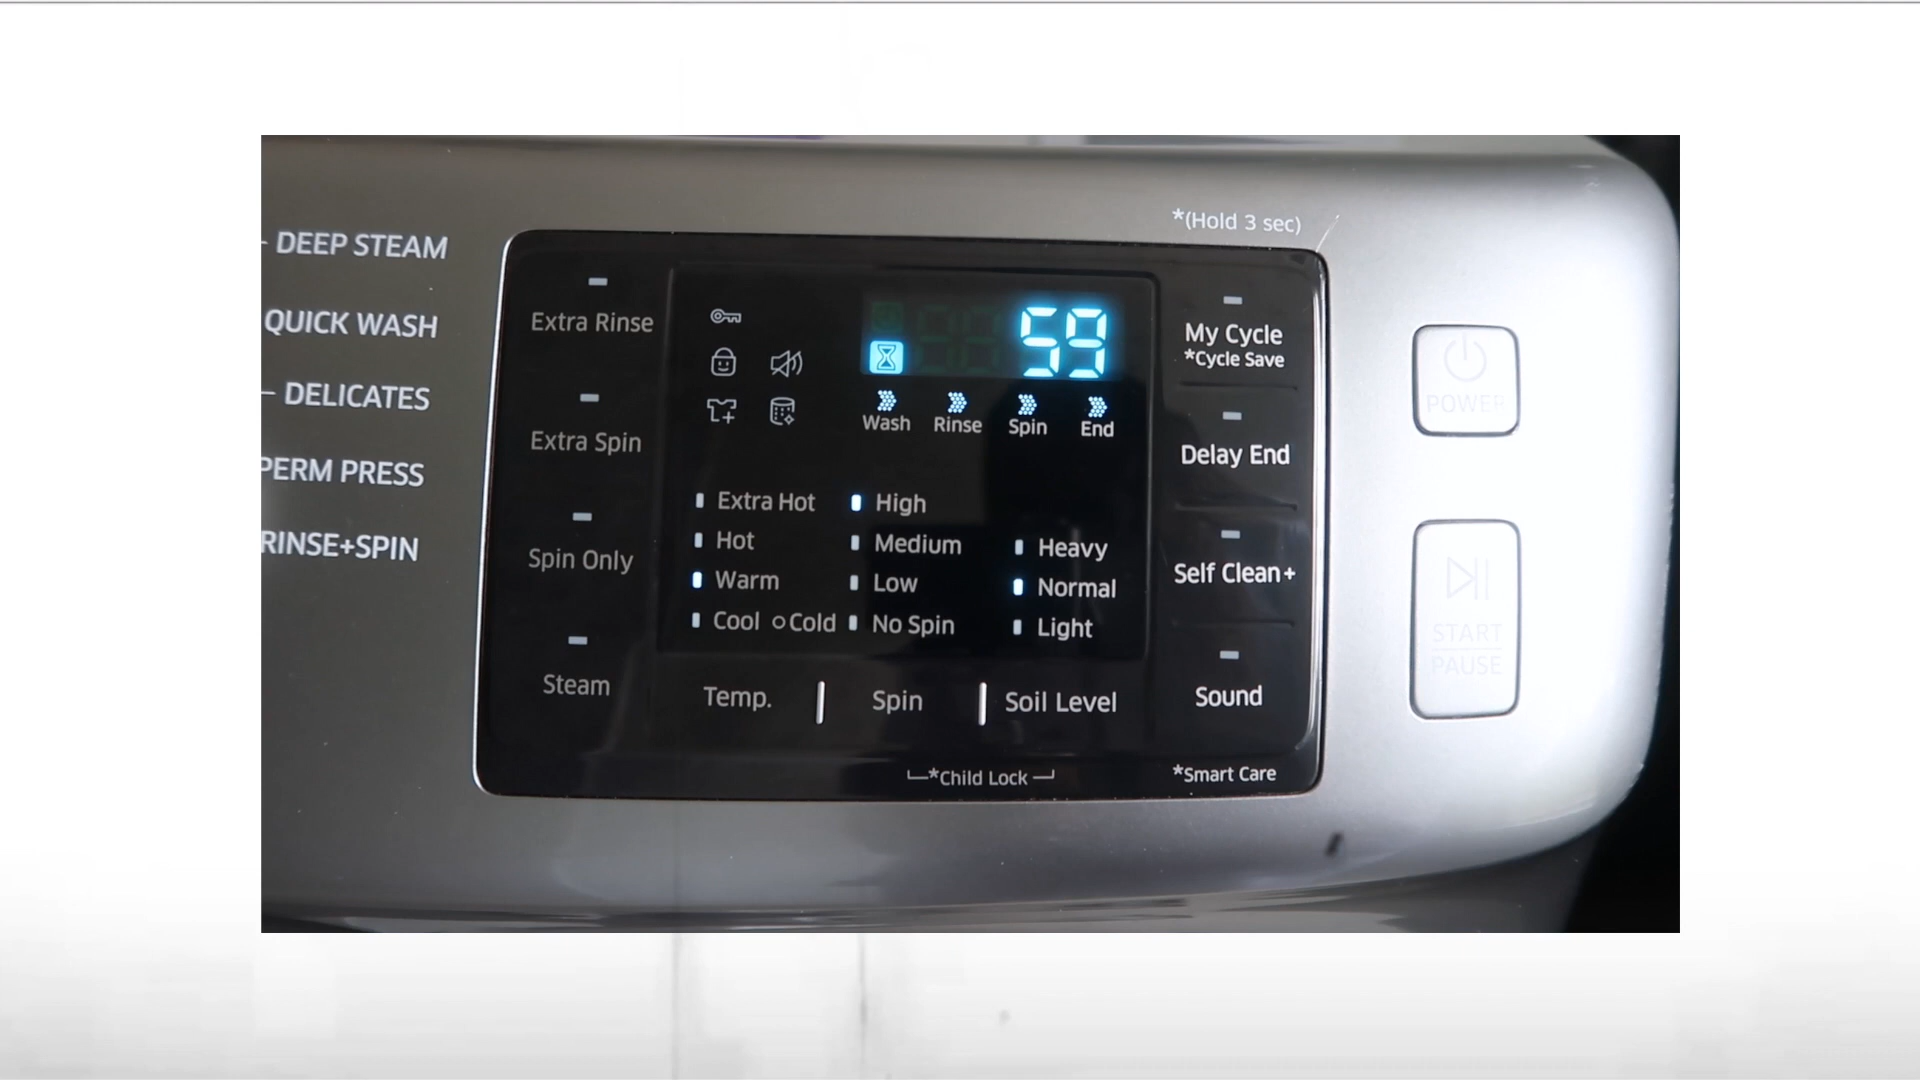 DEEP STEAM
QUICK WASH
DELICATES
PERM PRESS
RINSE+SPIN
Extra Rinse
Extra Spin
Spin Only
Steam
59
Wash Rinse Spin End
Extra Hot
Hot
Warm
Cool Cold
High
Medium
Low
No Spin
Heavy
Normal
Light
Temp. Spin Soil Level
*Child Lock
*(Hold 3 sec)
My Cycle
*Cycle Save
Delay End
Self Clean+
Sound
*Smart Care
POWER
START
PAUSE